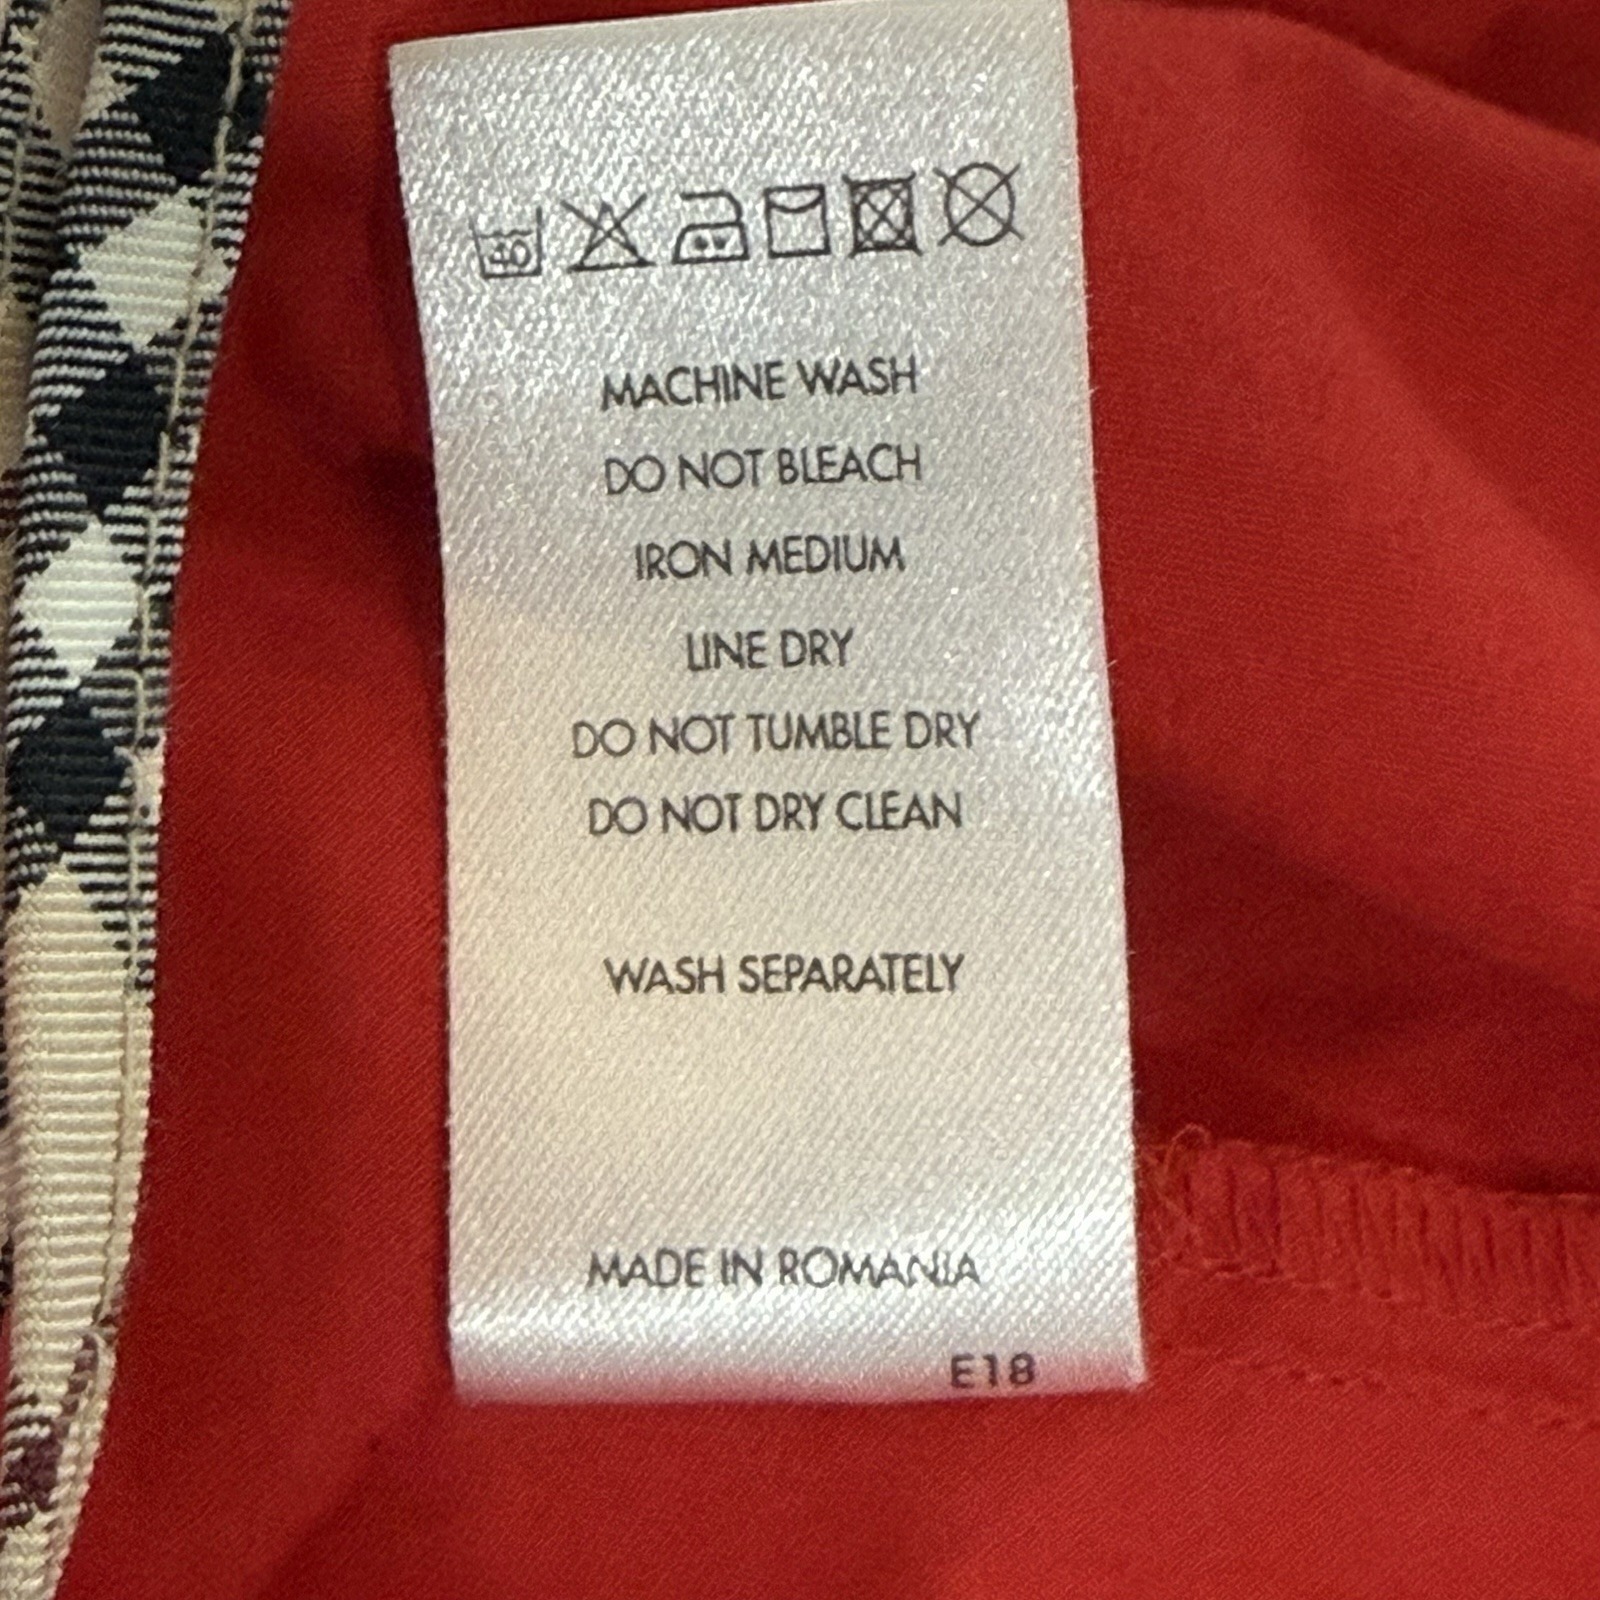 40
MACHINE WASH
DO NOT BLEACH
IRON MEDIUM
LINE DRY
DO NOT TUMBLE DRY
DO NOT DRY CLEAN
WASH SEPARATELY
MADE IN ROMANIA
E18